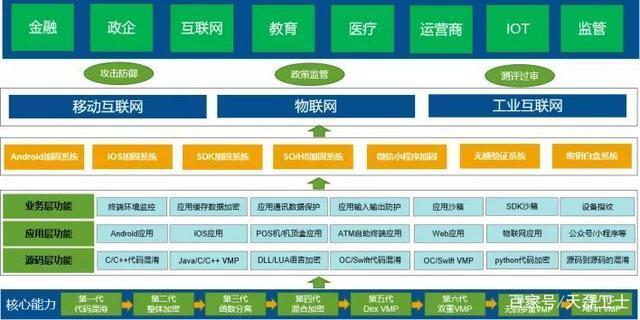 金融 政企 互联网 教育 医疗 运营商 IOT 监管
攻击防御 政策监管 测评过审
移动互联网 物联网 工业互联网
Android加固系统 IOS加固系统 SDK加固系统 SO/H5加固系统 微信小程序加固 无感验证系统 密钥白盒系统
业务层功能 终端环境监控 应用缓存数据加密 应用通讯数据保护 应用输入输出防护 应用沙箱 SDK沙箱 设备指纹
应用层功能 Android应用 IOS应用 POS机/机顶盒应用 ATM自助终端应用 Web应用 物联网应用 公众号/小程序等
源码层功能 C/C++代码混淆 Java/C/C++ VMP DLL/LUA语言加密 OC/Swift代码混淆 OC/Swift VMP python代码加密 源码到源码的混淆
核心能力 第一代 第二代 第三代 第四代 第五代 第六代
代码混淆 整体加密 函数分离 混合加密 Dex VMP 双重VMP
百家号/天磊卫士